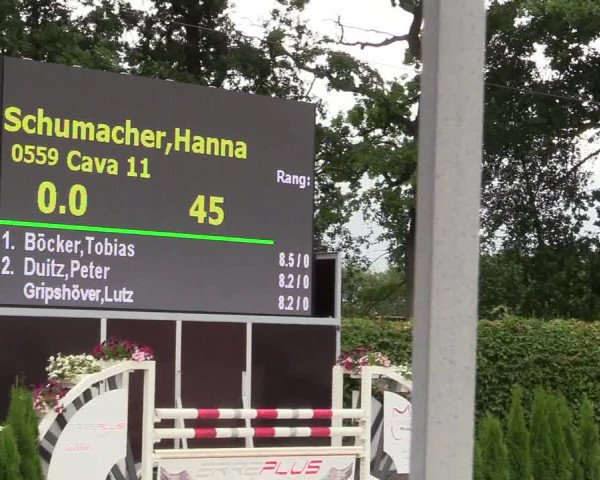 Schumacher,Hanna
0559 Cava 11
Rang:
0.0 45
1. Böcker,Tobias 8.5/0
2. Duitz,Peter 8.2/0
Gripshöver,Lutz 8.2/0
ERREPLUS